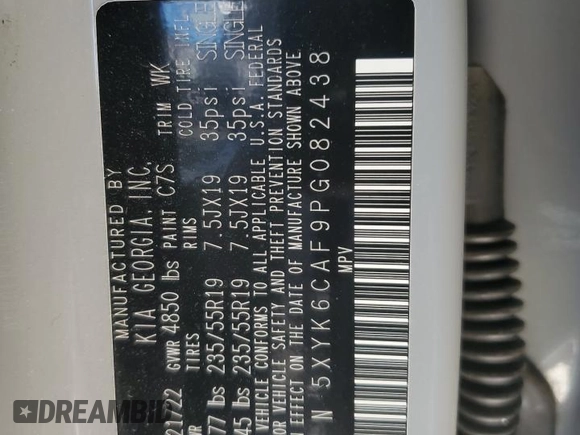 MANUFACTURED BY
KIA GEORGIA, INC.
GVWR 4850 lbs PAINT C7S TRIM WK
TIRES RIMS COLD TIRE INFL
235/55R19 7.5JX19 35psi SINGLE
235/55R19 7.5JX19 35psi SINGLE
VEHICLE CONFORMS TO ALL APPLICABLE U.S.A. FEDERAL
VEHICLE SAFETY AND THEFT PREVENTION STANDARDS
EFFECT ON THE DATE OF MANUFACTURE SHOWN ABOVE
5XYK6CAF9PG082438
MPV
DREAMBID